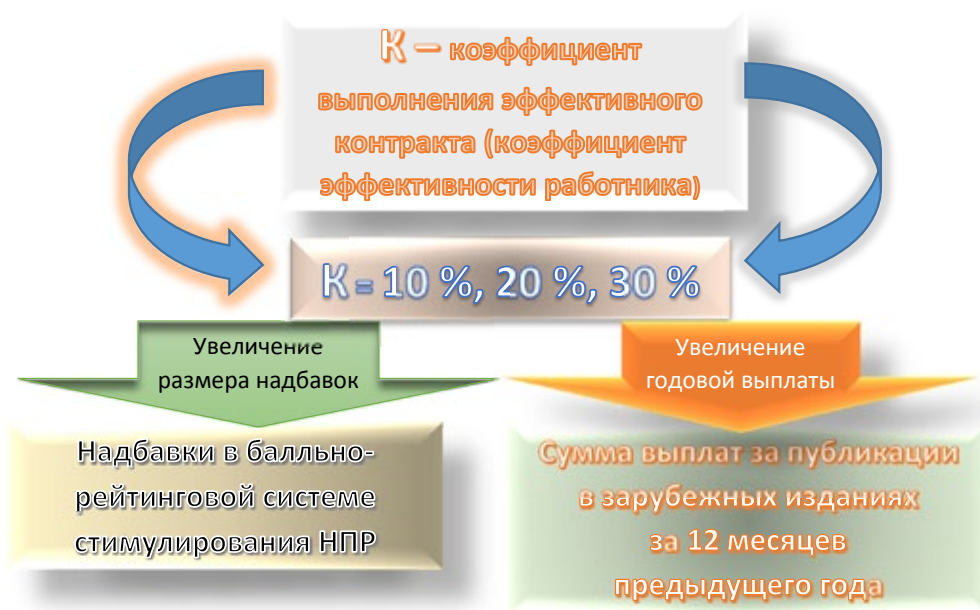 К – коэффициент
выполнения эффективного
контракта (коэффициент
эффективности работника)
К = 10 %, 20 %, 30 %
Увеличение
размера надбавок
Увеличение
годовой выплаты
Надбавки в балльно-
рейтинговой системе
стимулирования НПР
Сумма выплат за публикации
в зарубежных изданиях
за 12 месяцев
предыдущего года